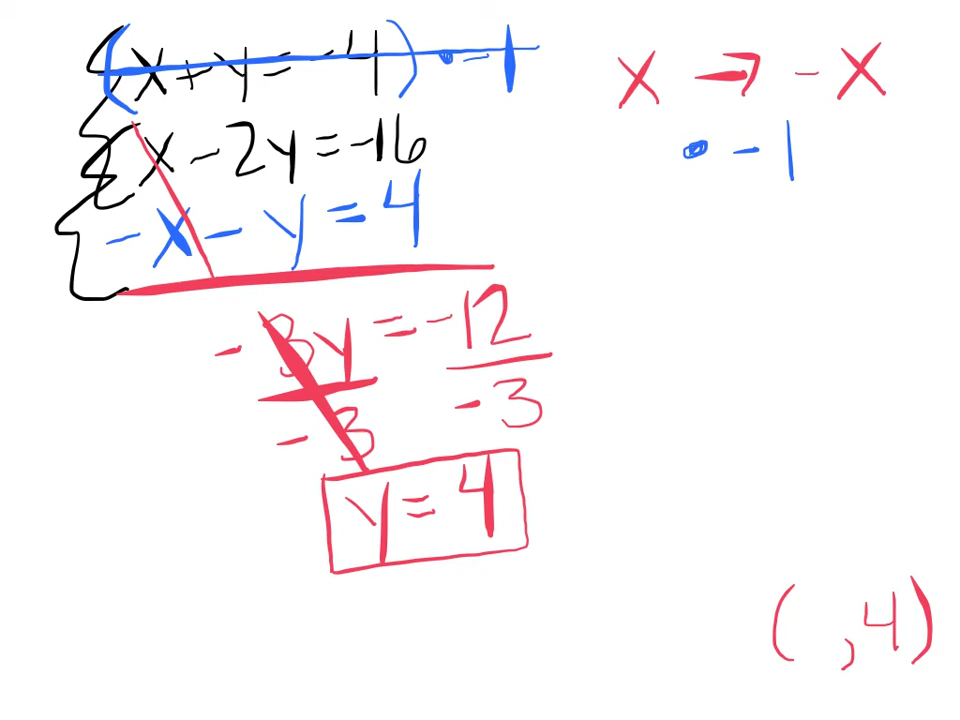 (x + y = -4) • -1
x - 2y = -16
-x - y = 4
-3y = -12
-3 -3
y = 4
x → -x
• -1
( , 4)